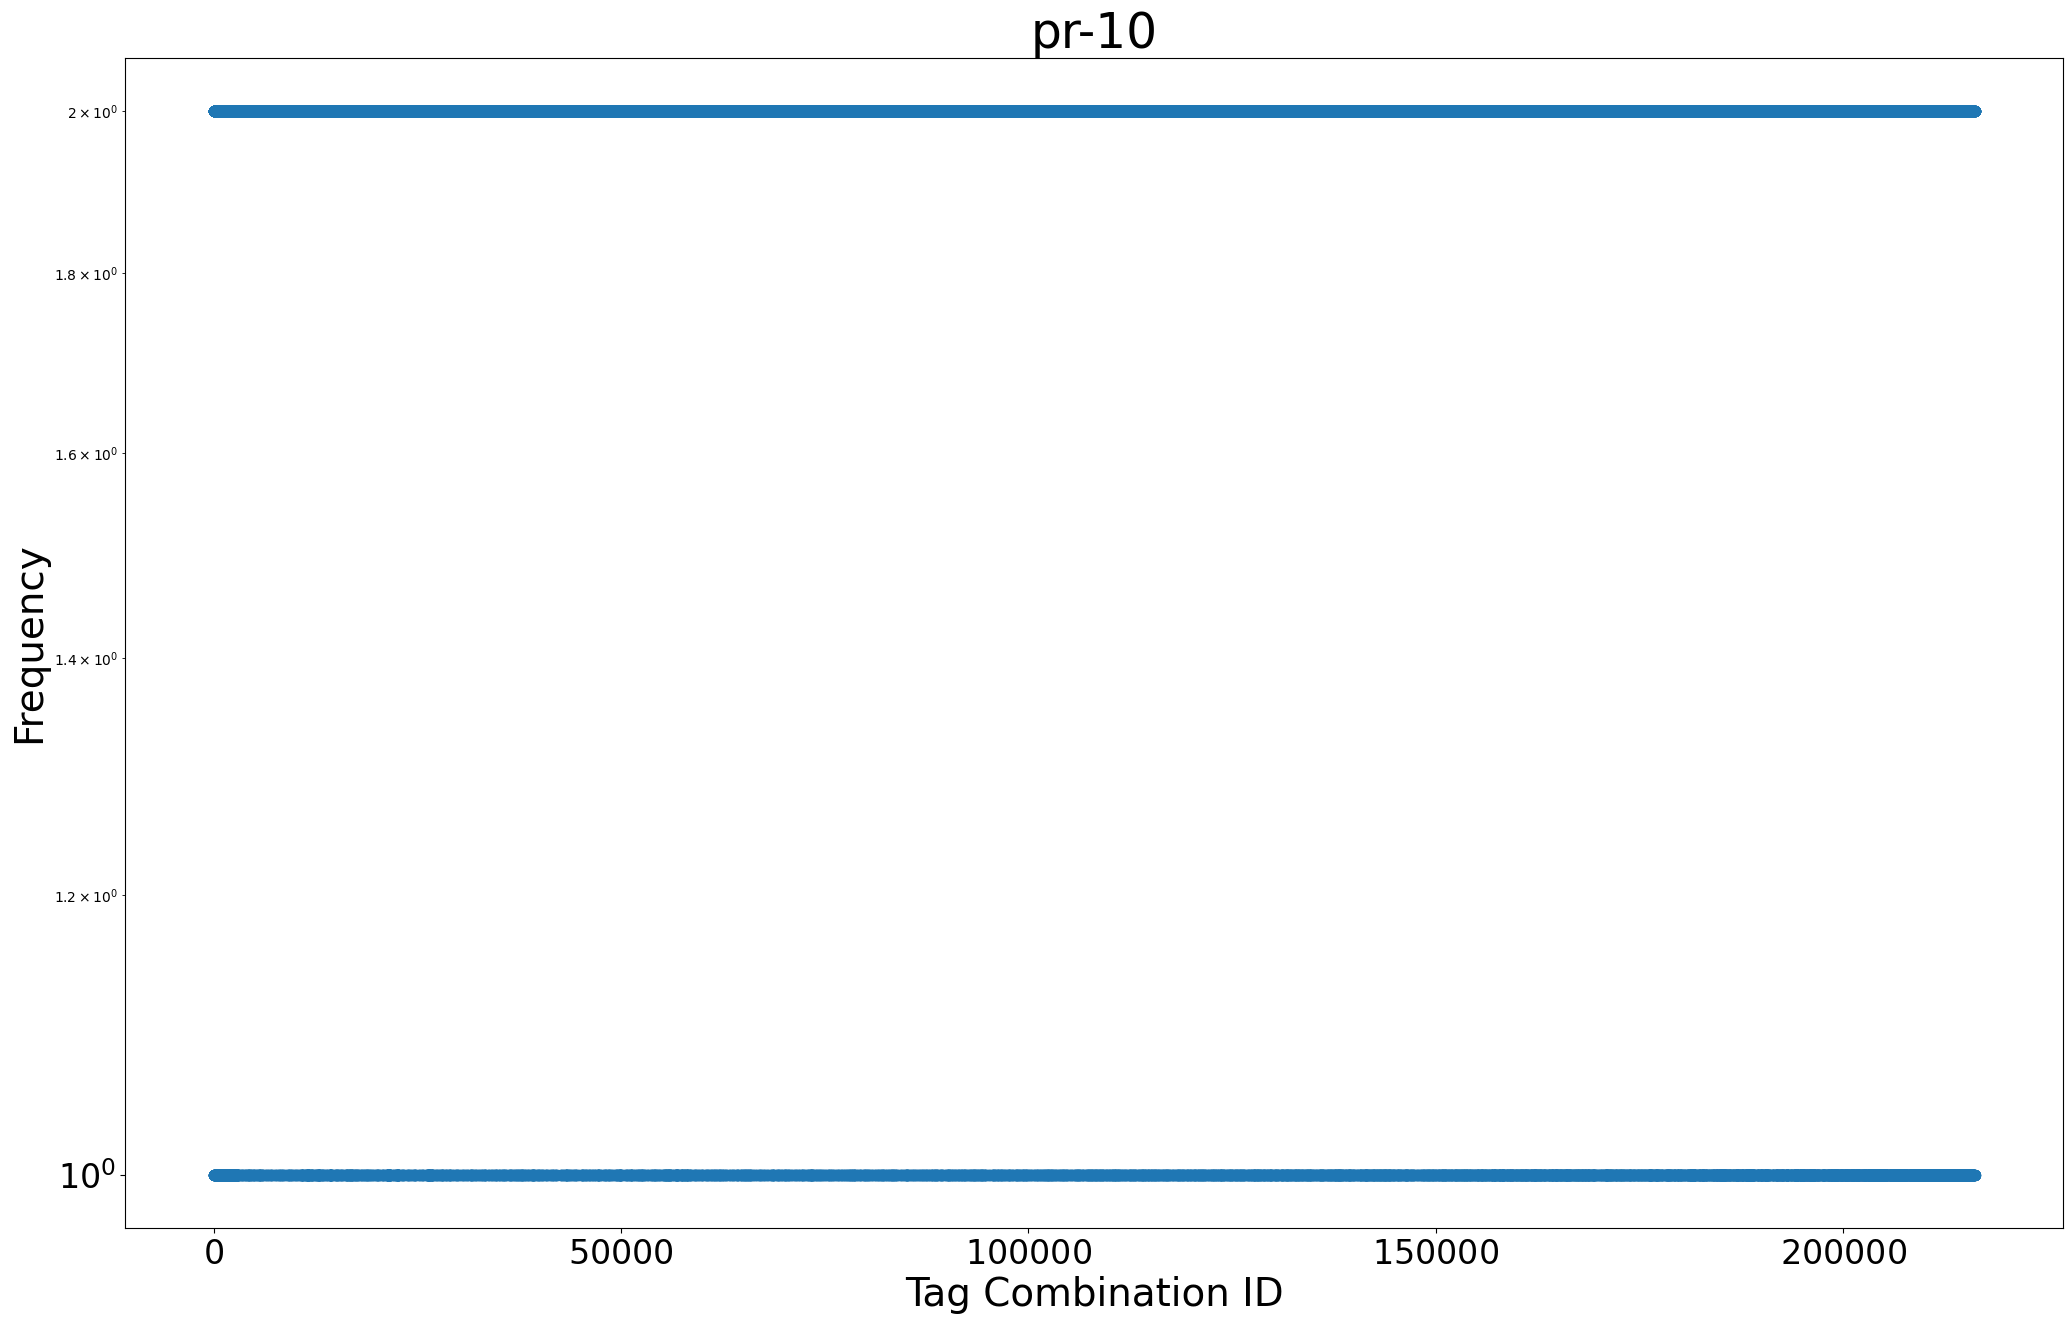 pr-10
2 × 10⁰
1.8 × 10⁰
1.6 × 10⁰
1.4 × 10⁰
1.2 × 10⁰
10⁰
Frequency
0 50000 100000 150000 200000
Tag Combination ID